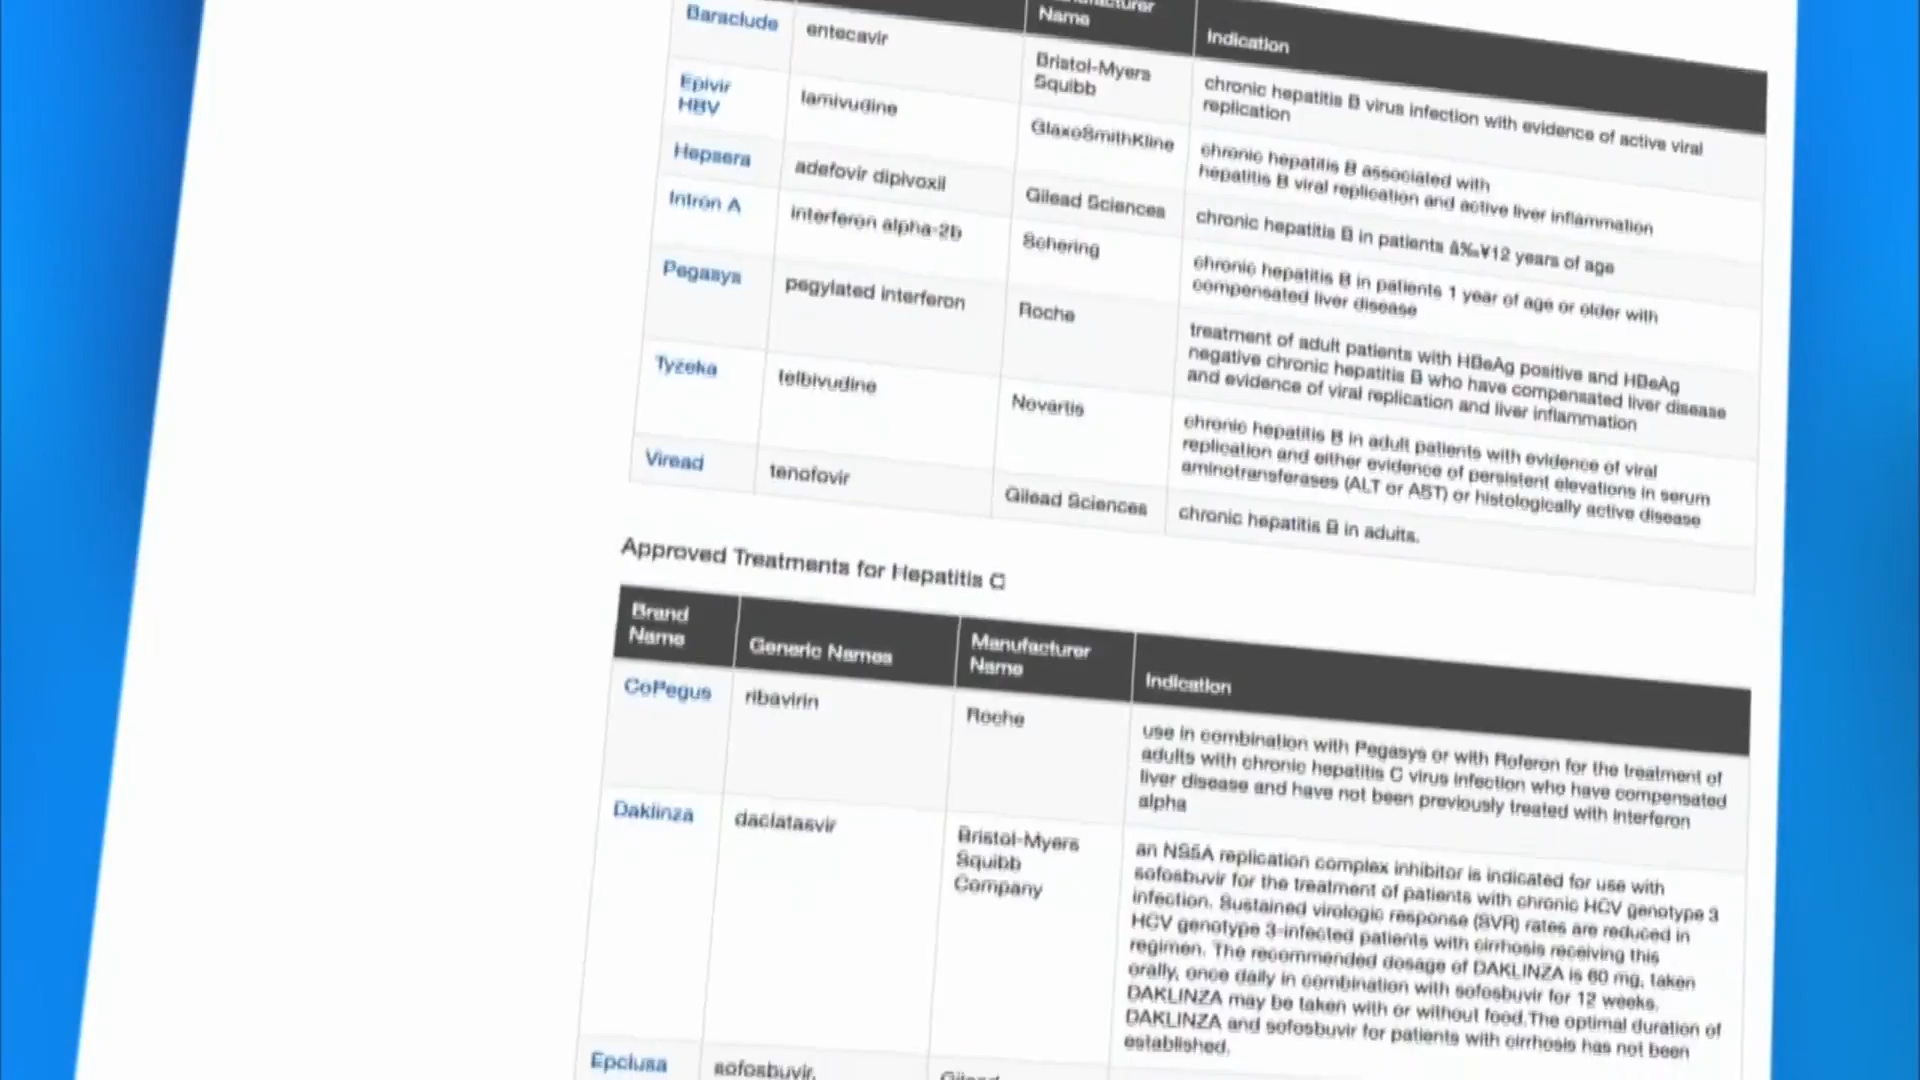 Name
Indication
Baraclude
entecavir
Bristol-Myers
Squibb
chronic hepatitis B virus infection with evidence of active viral
replication
Epivir
HBV
lamivudine
GlaxoSmithKline
chronic hepatitis B associated with
hepatitis B viral replication and active liver inflammation
Hepsera
adefovir dipivoxil
Gilead Sciences
chronic hepatitis B in patients â‰¥12 years of age
Intron A
interferon alpha-2b
Schering
chronic hepatitis B in patients 1 year of age or older with
compensated liver disease
Pegasys
pegylated interferon
Roche
treatment of adult patients with HBeAg positive and HBeAg
negative chronic hepatitis B who have compensated liver disease
and evidence of viral replication and liver inflammation
Tyzeka
telbivudine
Novartis
chronic hepatitis B in adult patients with evidence of viral
replication and either evidence of persistent elevations in serum
aminotransferases (ALT or AST) or histologically active disease
Viread
tenofovir
Gilead Sciences
chronic hepatitis B in adults.
Approved Treatments for Hepatitis C
Brand
Name
Generic Names
Manufacturer
Name
Indication
CoPegus
ribavirin
Roche
use in combination with Pegasys or with Roferon for the treatment of
adults with chronic hepatitis C virus infection who have compensated
liver disease and have not been previously treated with interferon
alpha
Daklinza
daclatasvir
Bristol-Myers
Squibb
Company
an NS5A replication complex inhibitor is indicated for use with
sofosbuvir for the treatment of patients with chronic HCV genotype 3
infection. Sustained virologic response (SVR) rates are reduced in
HCV genotype 3-infected patients with cirrhosis receiving this
regimen. The recommended dosage of DAKLINZA is 60 mg, taken
orally, once daily in combination with sofosbuvir for 12 weeks.
DAKLINZA may be taken with or without food.The optimal duration of
DAKLINZA and sofosbuvir for patients with cirrhosis has not been
established.
Epclusa
sofosbuvir,
Gilead